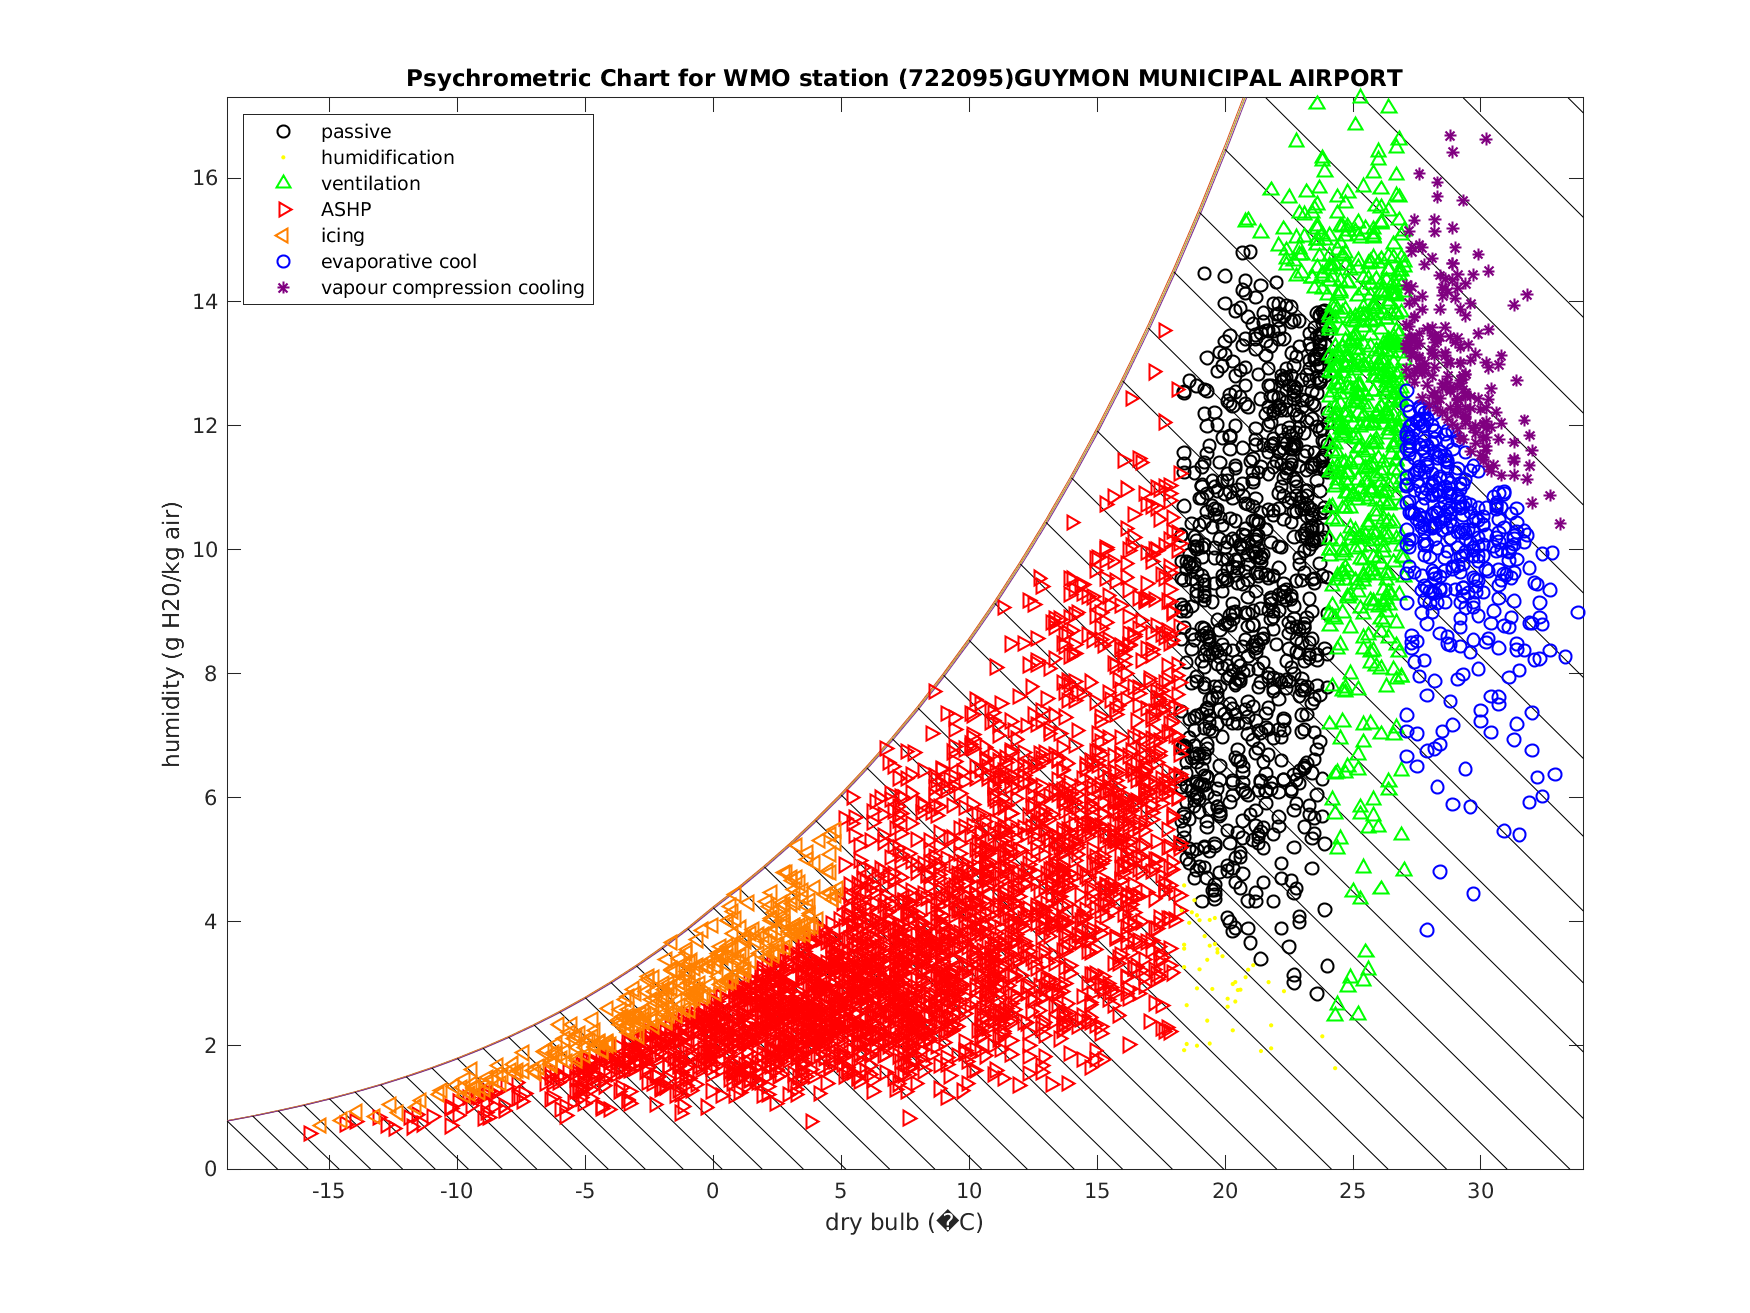 Psychrometric Chart for WMO station (722095)GUYMON MUNICIPAL AIRPORT
passive
humidification
ventilation
ASHP
icing
evaporative cool
vapour compression cooling
16
14
12
10
8
6
4
2
0
humidity (g H20/kg air)
-15 -10 -5 0 5 10 15 20 25 30
dry bulb (�C)